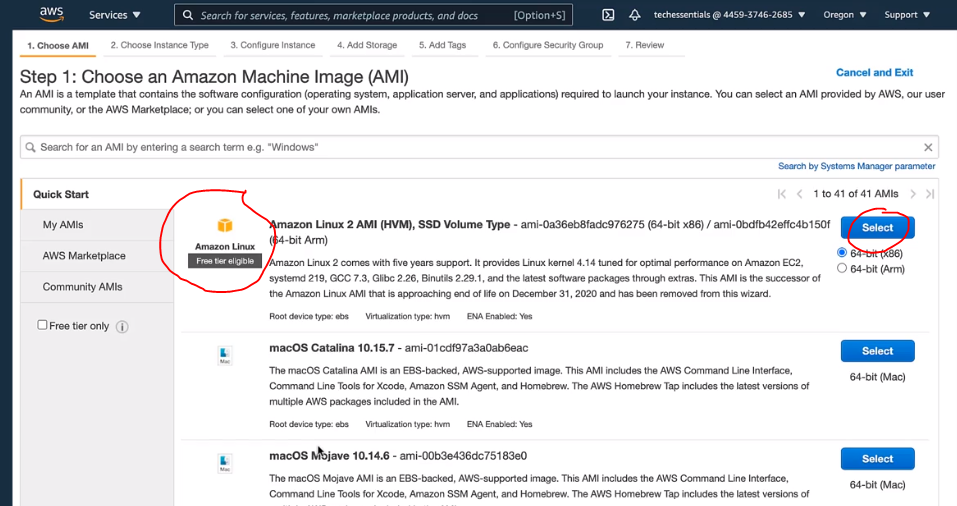 aws Services Search for services, features, marketplace products, and docs [Option+S] techessentials @ 4459-3746-2685 Oregon Support
1. Choose AMI 2. Choose Instance Type 3. Configure Instance 4. Add Storage 5. Add Tags 6. Configure Security Group 7. Review
Step 1: Choose an Amazon Machine Image (AMI)
Cancel and Exit
An AMI is a template that contains the software configuration (operating system, application server, and applications) required to launch your instance. You can select an AMI provided by AWS, our user
community, or the AWS Marketplace; or you can select one of your own AMIs.
Search for an AMI by entering a search term e.g. "Windows"
Search by Systems Manager parameter
Quick Start
My AMIs
AWS Marketplace
Community AMIs
Free tier only
1 to 41 of 41 AMIs
Amazon Linux
Free tier eligible
Amazon Linux 2 AMI (HVM), SSD Volume Type - ami-0a36eb8fadc976275 (64-bit x86) / ami-0bdfb42effc4b150f
(64-bit Arm)
Amazon Linux 2 comes with five years support. It provides Linux kernel 4.14 tuned for optimal performance on Amazon EC2,
systemd 219, GCC 7.3, Glibc 2.26, Binutils 2.29.1, and the latest software packages through extras. This AMI is the successor of
the Amazon Linux AMI that is approaching end of life on December 31, 2020 and has been removed from this wizard.
Root device type: ebs Virtualization type: hvm ENA Enabled: Yes
Select
64-bit (x86)
64-bit (Arm)
Mac
macOS Catalina 10.15.7 - ami-01cdf97a3a0ab6eac
The macOS Catalina AMI is an EBS-backed, AWS-supported image. This AMI includes the AWS Command Line Interface,
Command Line Tools for Xcode, Amazon SSM Agent, and Homebrew. The AWS Homebrew Tap includes the latest versions of
multiple AWS packages included in the AMI.
Root device type: ebs Virtualization type: hvm ENA Enabled: Yes
Select
64-bit (Mac)
Mac
macOS Mojave 10.14.6 - ami-00b3e436dc75183e0
The macOS Mojave AMI is an EBS-backed, AWS-supported image. This AMI includes the AWS Command Line Interface,
Command Line Tools for Xcode, Amazon SSM Agent, and Homebrew. The AWS Homebrew Tap includes the latest versions of
Select
64-bit (Mac)